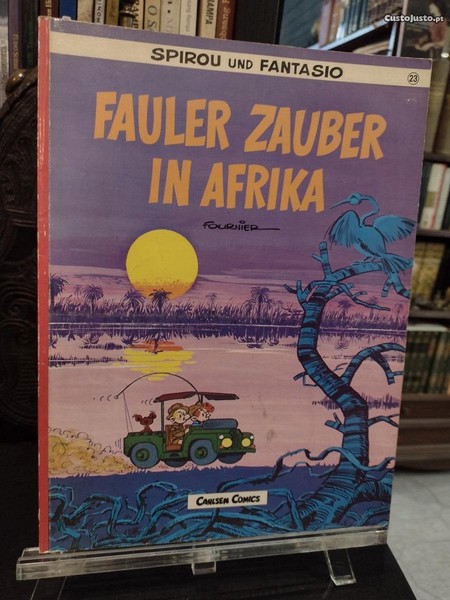 CustoJusto.pt
SPIROU UND FANTASIO
23
FAULER ZAUBER
IN AFRIKA
FOURNIER
CARLSEN COMICS